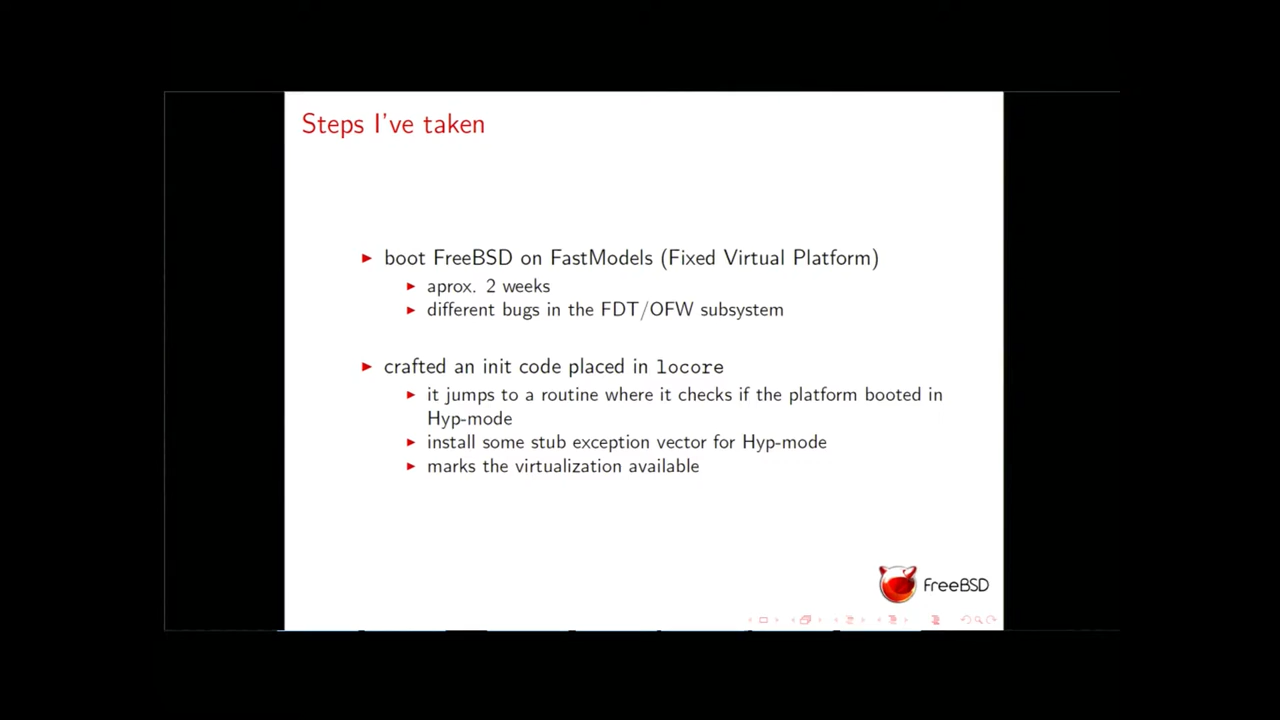 Steps I've taken
boot FreeBSD on FastModels (Fixed Virtual Platform)
aprox. 2 weeks
different bugs in the FDT/OFW subsystem
crafted an init code placed in locore
it jumps to a routine where it checks if the platform booted in
Hyp-mode
install some stub exception vector for Hyp-mode
marks the virtualization available
FreeBSD